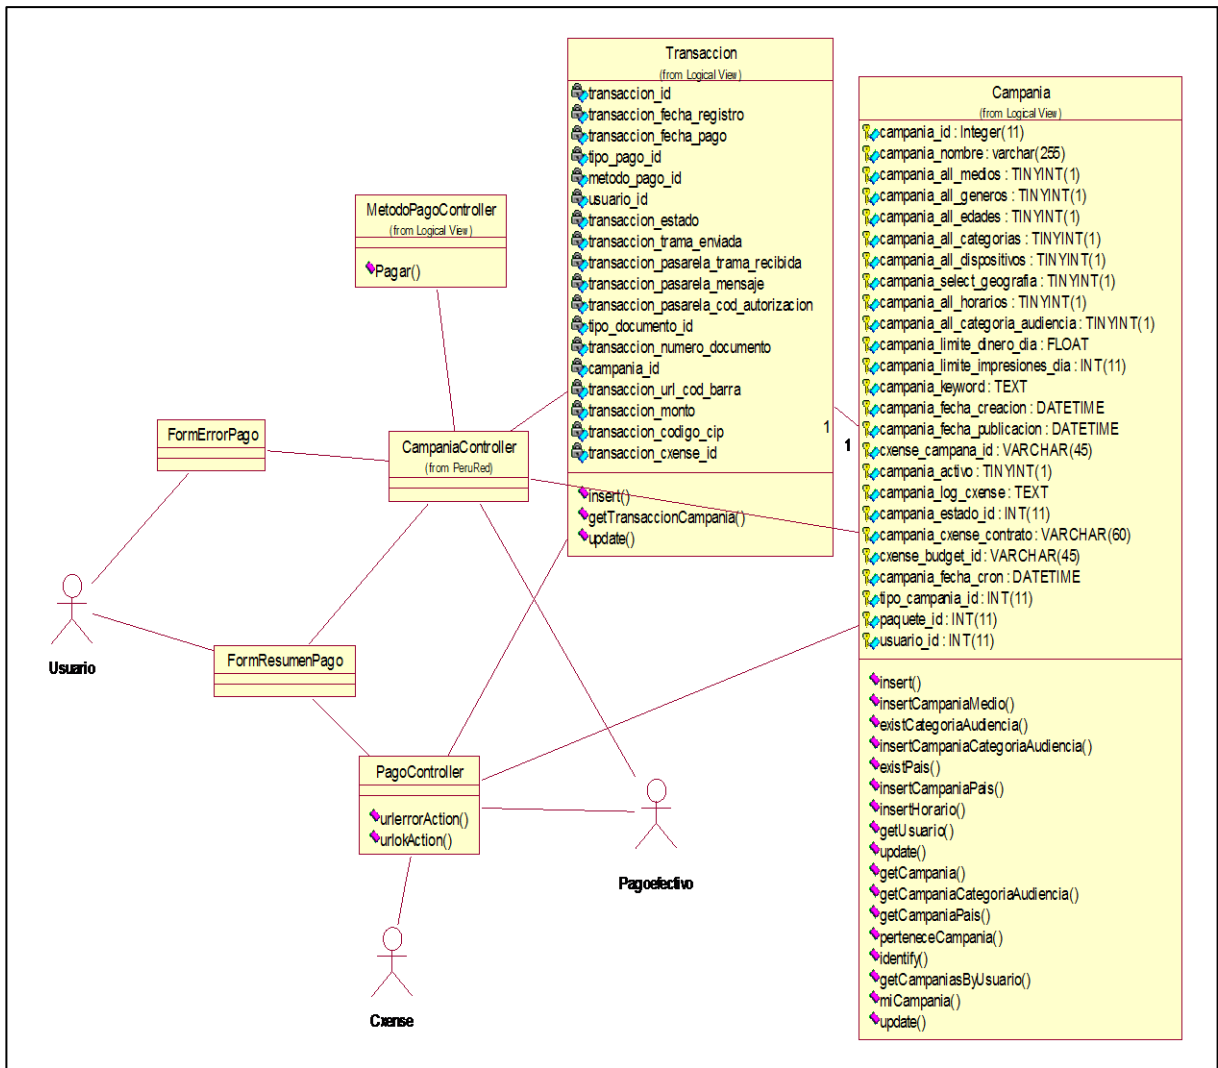 Transaccion
(from Logical View)
transaccion_id
transaccion_fecha_registro
transaccion_fecha_pago
tipo_pago_id
metodo_pago_id
usuario_id
transaccion_estado
transaccion_trama_enviada
transaccion_pasarela_trama_recibida
transaccion_pasarela_mensaje
transaccion_pasarela_cod_autorizacion
tipo_documento_id
transaccion_numero_documento
campania_id
transaccion_url_cod_barra
transaccion_monto
transaccion_codigo_cip
transaccion_cxense_id
insert()
getTransaccionCampania()
update()
1
1
Campania
(from Logical View)
campania_id : Integer(11)
campania_nombre : varchar(255)
campania_all_medios : TINYINT(1)
campania_all_generos : TINYINT(1)
campania_all_edades : TINYINT(1)
campania_all_categorias : TINYINT(1)
campania_all_dispositivos : TINYINT(1)
campania_select_geografia : TINYINT(1)
campania_all_horarios : TINYINT(1)
campania_all_categoria_audiencia : TINYINT(1)
campania_limite_dinero_dia : FLOAT
campania_limite_impresiones_dia : INT(11)
campania_keyword : TEXT
campania_fecha_creacion : DATETIME
campania_fecha_publicacion : DATETIME
cxense_campana_id : VARCHAR(45)
campania_activo : TINYINT(1)
campania_log_cxense : TEXT
campania_estado_id : INT(11)
campania_cxense_contrato : VARCHAR(60)
cxense_budget_id : VARCHAR(45)
campania_fecha_cron : DATETIME
tipo_campania_id : INT(11)
paquete_id : INT(11)
usuario_id : INT(11)
insert()
insertCampaniaMedio()
existCategoriaAudiencia()
insertCampaniaCategoriaAudiencia()
existPais()
insertCampaniaPais()
insertHorario()
getUsuario()
update()
getCampania()
getCampaniaCategoriaAudiencia()
getCampaniaPais()
perteneceCampania()
identify()
getCampaniasByUsuario()
miCampania()
update()
MetodoPagoController
(from Logical View)
Pagar()
FormErrorPago
CampaniaController
(from PeruRed)
Usuario
FormResumenPago
PagoController
urlerrorAction()
urlokAction()
Pagoefectivo
Cxense